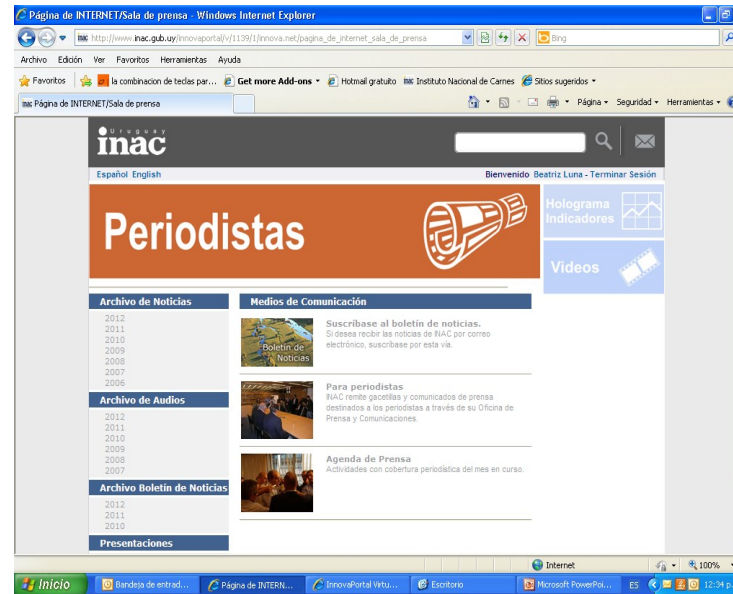 Página de INTERNET/Sala de prensa - Windows Internet Explorer
http://www.inac.gub.uy/innovaportal/v/1139/1/innova.net/pagina_de_internet_sala_de_prensa
Bing
Archivo Edición Ver Favoritos Herramientas Ayuda
Favoritos la combinacion de teclas par... Get more Add-ons Hotmail gratuito INAC Instituto Nacional de Carnes Sitios sugeridos
Página de INTERNET/Sala de prensa
Página Seguridad Herramientas
Uruguay
inac
Español English
Bienvenido Beatriz Luna - Terminar Sesión
Periodistas
Holograma
Indicadores
Videos
Archivo de Noticias
2012
2011
2010
2009
2008
2007
2006
Archivo de Audios
2012
2011
2010
2009
2008
2007
Archivo Boletín de Noticias
2012
2011
2010
Presentaciones
Medios de Comunicación
Boletín de
Noticias
Suscríbase al boletín de noticias.
Si desea recibir las noticias de INAC por correo
electrónico, suscríbase por esta vía.
Para periodistas
INAC remite gacetillas y comunicados de prensa
destinados a los periodistas a través de su Oficina de
Prensa y Comunicaciones.
Agenda de Prensa
Actividades con cobertura periodística del mes en curso.
Internet
100%
Inicio
Bandeja de entrad...
Página de INTERN...
InnovaPortal Virtu...
Escritorio
Microsoft PowerPoi...
ES
12:34 p.